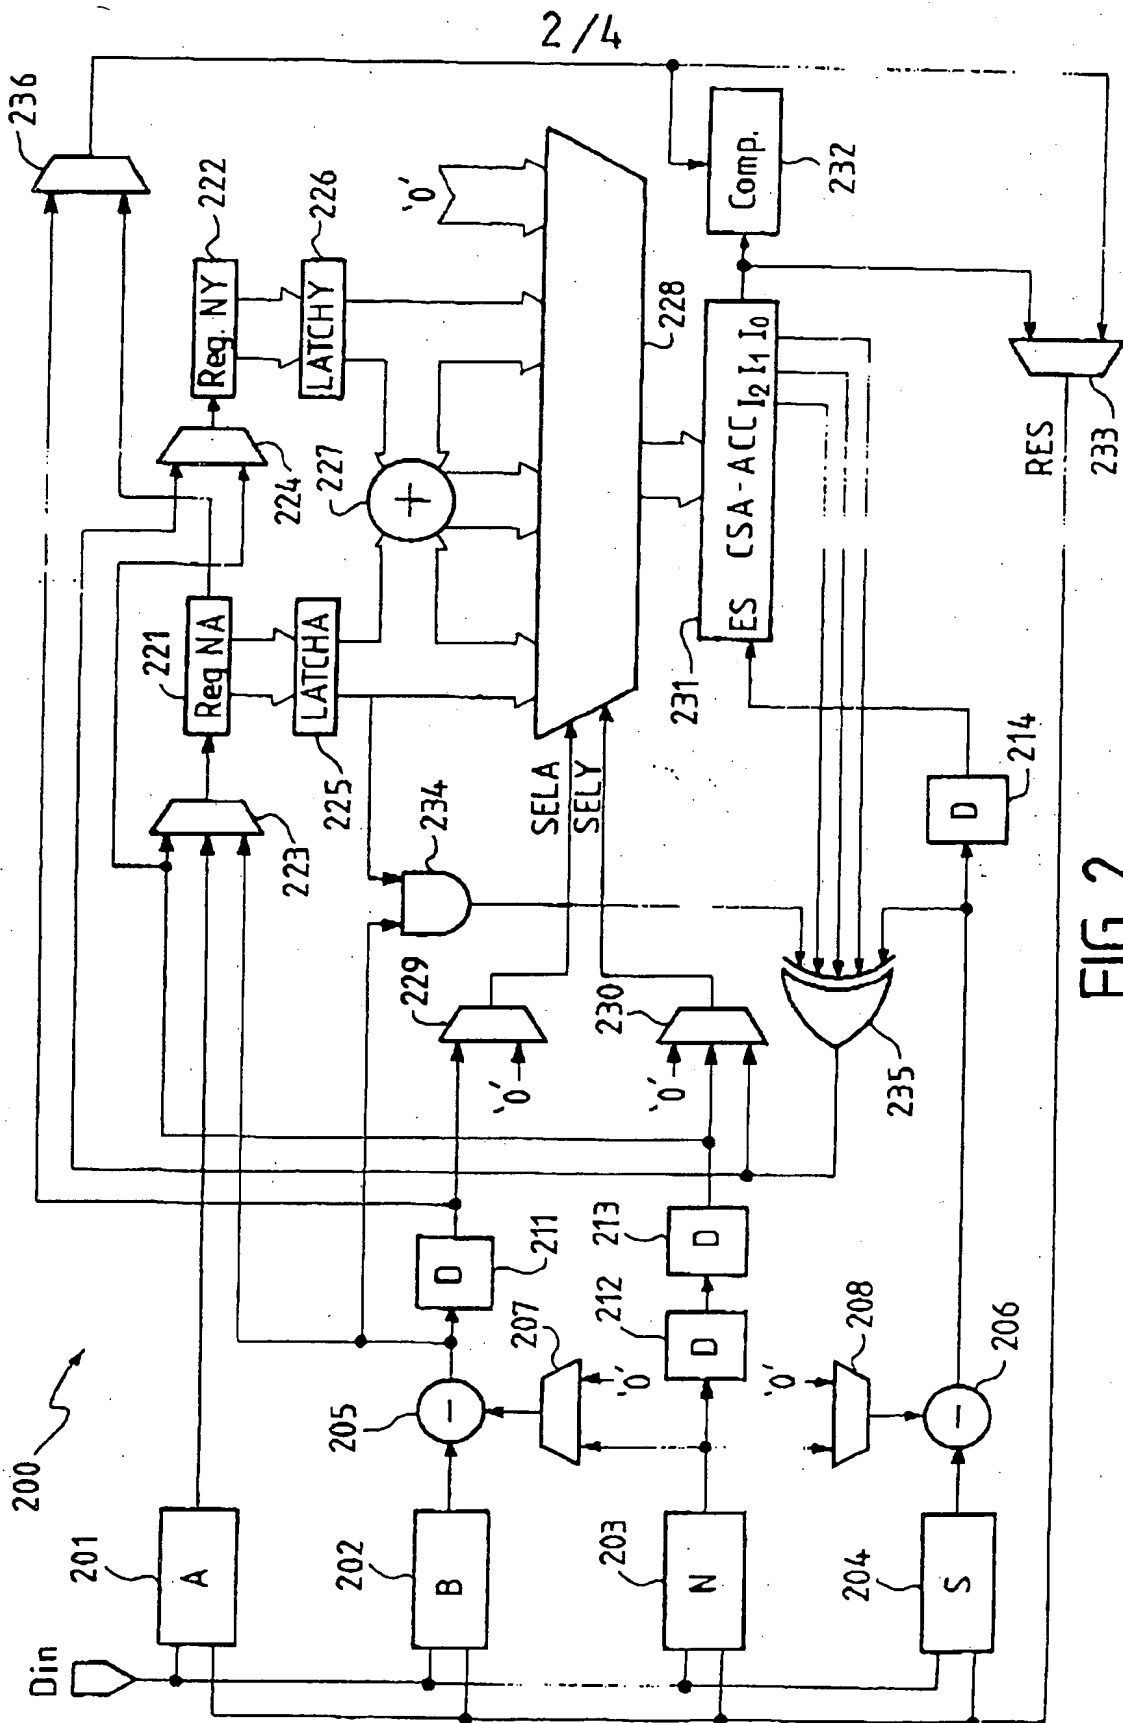 2/4
200
Din
201
A
202
B
203
N
204
S
205
206
207
'0'
208
'0'
211
D
212
D
213
D
214
D
221
Reg NA
222
Reg. NY
223
224
225
LATCHA
226
LATCHY
227
+
228
'0'
229
'0'
230
'0'
SELA
SELY
231
ES CSA-ACC I2 I1 I0
232
Comp.
233
RES
234
235
236
−
−
FIG_2